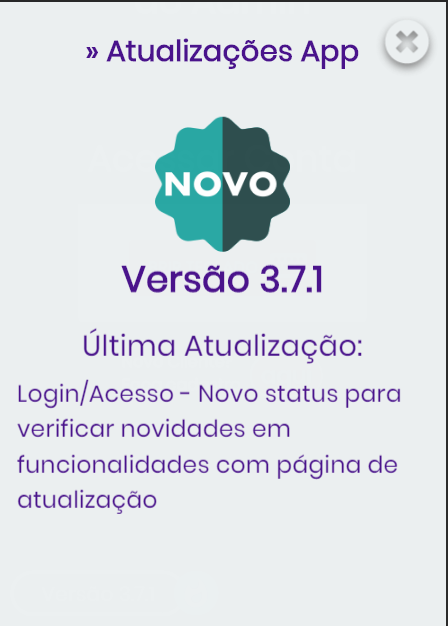 » Atualizações App
NOVO
Versão 3.7.1
Última Atualização:
Login/Acesso - Novo status para
verificar novidades em
funcionalidades com página de
atualização